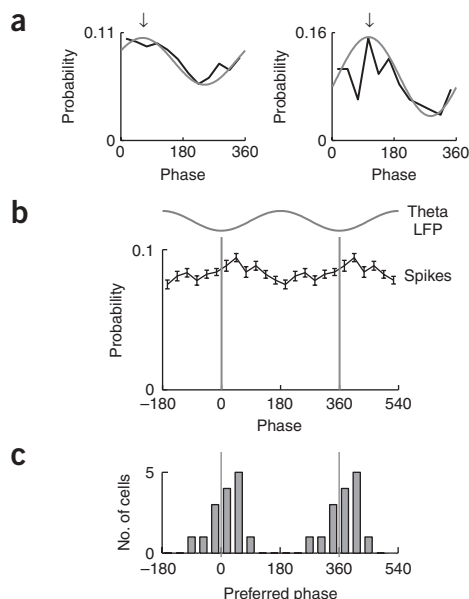 a
↓ ↓
0.11
Probability
0
0 180 360
Phase
0.16
Probability
0
0 180 360
Phase
b
Theta
LFP
0.1
Probability
0
Spikes
–180 0 180 360 540
Phase
c
5
No. of cells
0
–180 0 180 360 540
Preferred phase